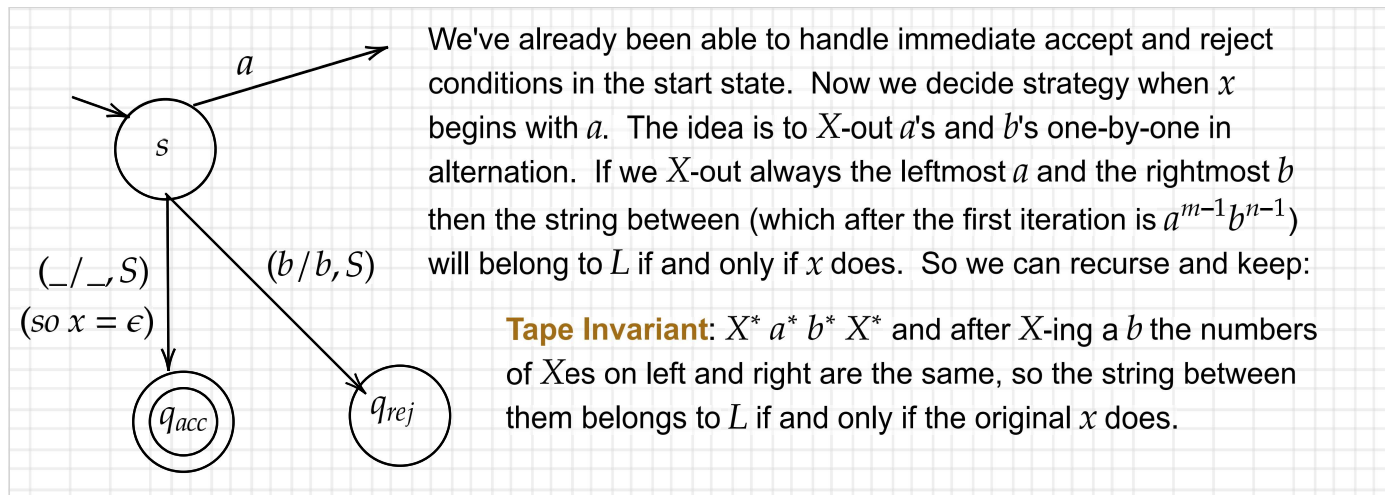 We've already been able to handle immediate accept and reject
conditions in the start state. Now we decide strategy when x
begins with a. The idea is to X-out a's and b's one-by-one in
alternation. If we X-out always the leftmost a and the rightmost b
then the string between (which after the first iteration is a^{m−1}b^{n−1})
will belong to L if and only if x does. So we can recurse and keep:
Tape Invariant: X* a* b* X* and after X-ing a b the numbers
of Xes on left and right are the same, so the string between
them belongs to L if and only if the original x does.
a
s
(_/_, S)
(so x = ϵ)
(b/b, S)
q_{acc}
q_{rej}